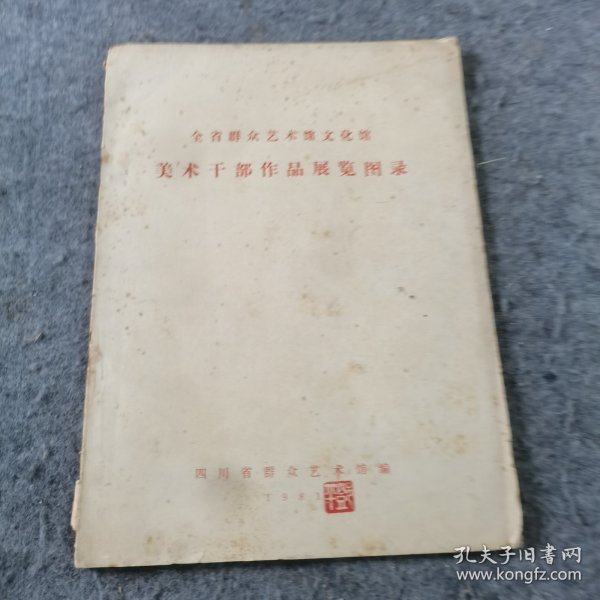 全省群众艺术馆文化馆
美术干部作品展览图录
四川省群众艺术馆编
1981
孔夫子旧书网
www.kongfz.com